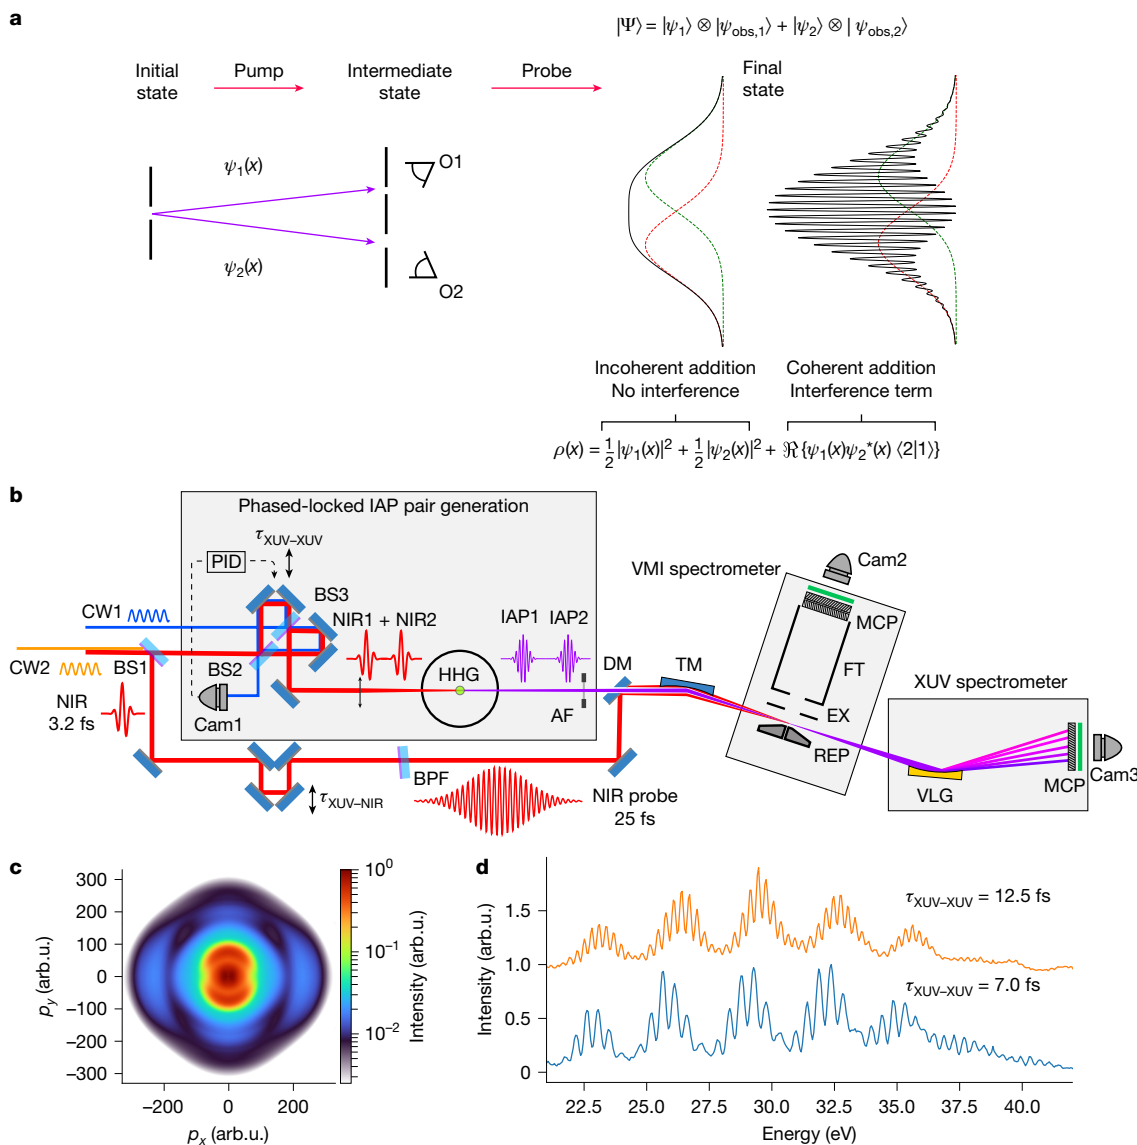 a
|Ψ⟩ = |ψ1⟩ ⊗ |ψobs,1⟩ + |ψ2⟩ ⊗ | ψobs,2⟩
Initial state
Pump
Intermediate state
Probe
Final state
ψ1(x)
O1
ψ2(x)
O2
Incoherent addition
No interference
Coherent addition
Interference term
ρ(x) = 1/2 |ψ1(x)|² + 1/2 |ψ2(x)|² + ℜ{ψ1(x)ψ2*(x) ⟨2|1⟩}
b
Phased-locked IAP pair generation
τXUV–XUV
PID
BS3
CW1
NIR1 + NIR2
IAP1
IAP2
CW2
BS1
BS2
HHG
DM
TM
NIR
3.2 fs
Cam1
AF
BPF
τXUV–NIR
NIR probe
25 fs
VMI spectrometer
Cam2
MCP
FT
EX
REP
XUV spectrometer
VLG
MCP
Cam3
c
300
200
100
0
−100
−200
−300
py (arb.u.)
−200
0
200
px (arb.u.)
10⁰
10⁻¹
10⁻²
Intensity (arb.u.)
d
τXUV–XUV = 12.5 fs
τXUV–XUV = 7.0 fs
1.5
1.0
0.5
0
Intensity (arb.u.)
22.5
25.0
27.5
30.0
32.5
35.0
37.5
40.0
Energy (eV)